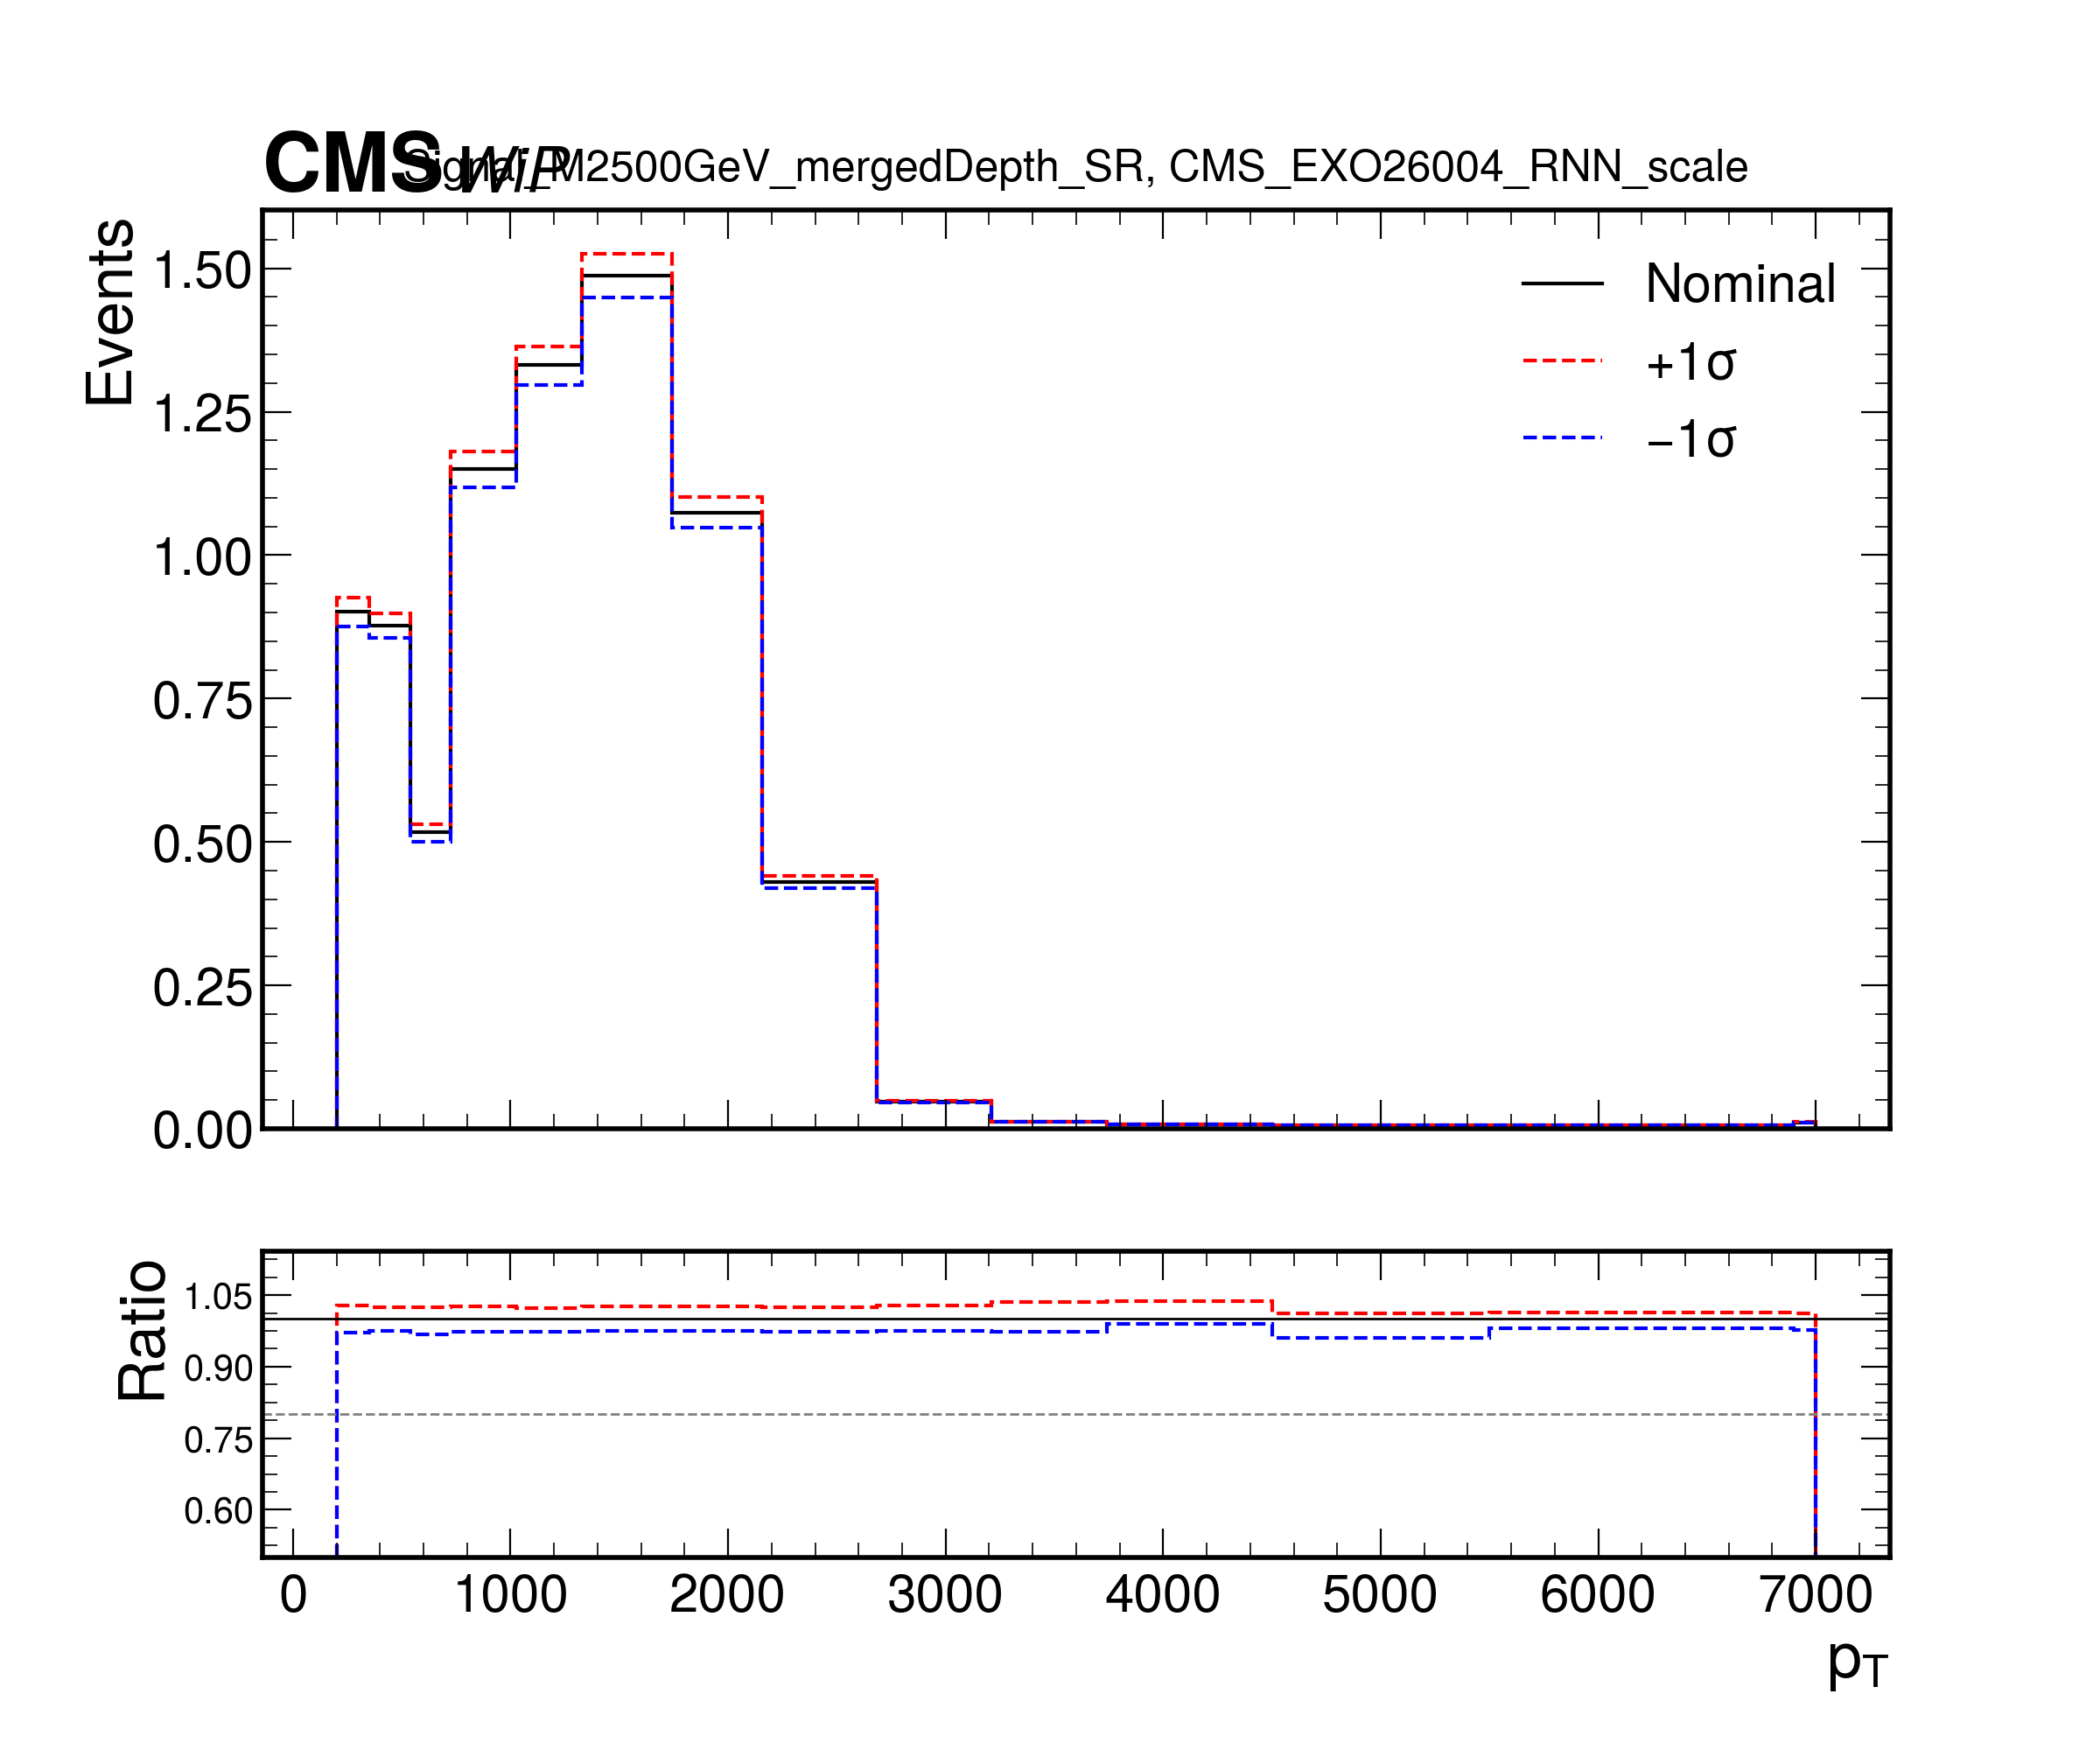 CMS WiP Signal_M2500GeV_mergedDepth_SR, CMS_EXO26004_RNN_scale
Events
1.50
1.25
1.00
0.75
0.50
0.25
0.00
Nominal
+1σ
−1σ
Ratio
1.05
0.90
0.75
0.60
0 1000 2000 3000 4000 5000 6000 7000
pT